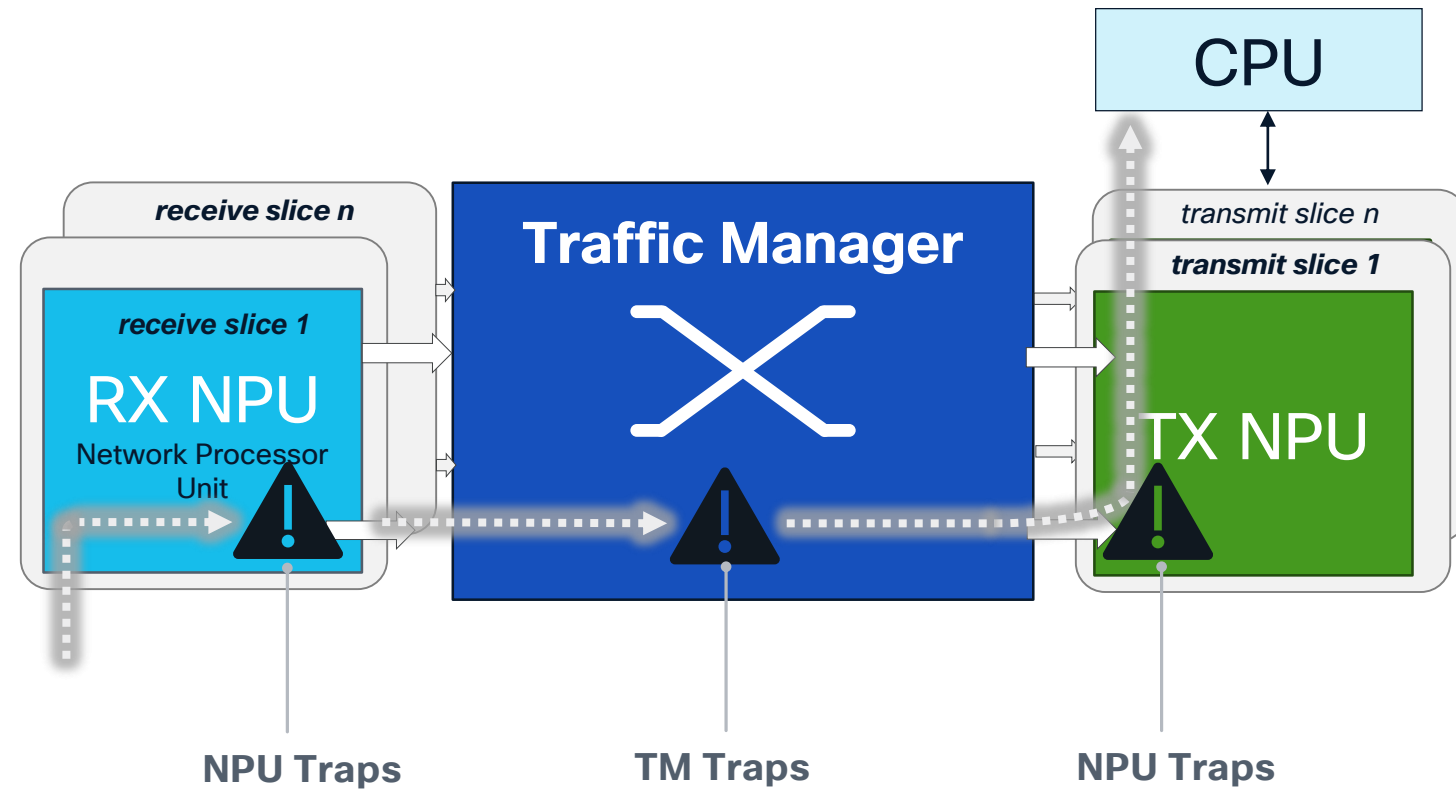 CPU
receive slice n
transmit slice n
Traffic Manager
transmit slice 1
receive slice 1
RX NPU
Network Processor
Unit
TX NPU
NPU Traps
TM Traps
NPU Traps